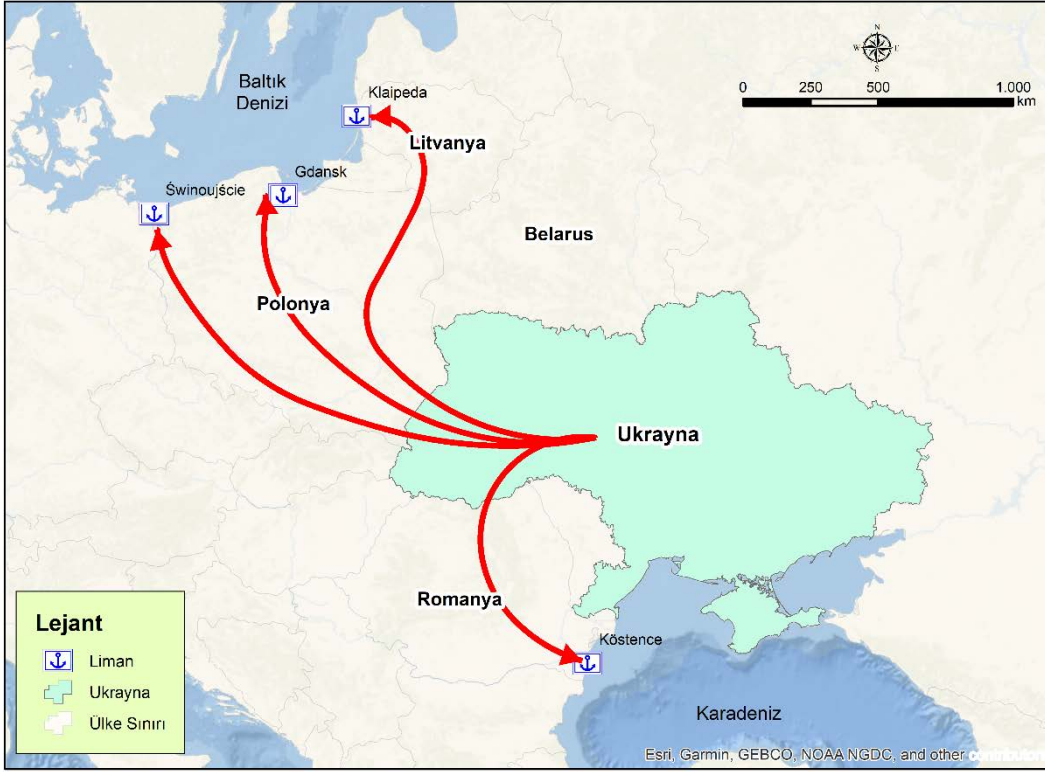 W
N
E
S
0
250
500
1.000
km
Baltık
Denizi
Klaipeda
Litvanya
Gdansk
Świnoujście
Belarus
Polonya
Ukrayna
Romanya
Köstence
Karadeniz
Lejant
Liman
Ukrayna
Ülke Sınırı
Esri, Garmin, GEBCO, NOAA NGDC, and other contributors